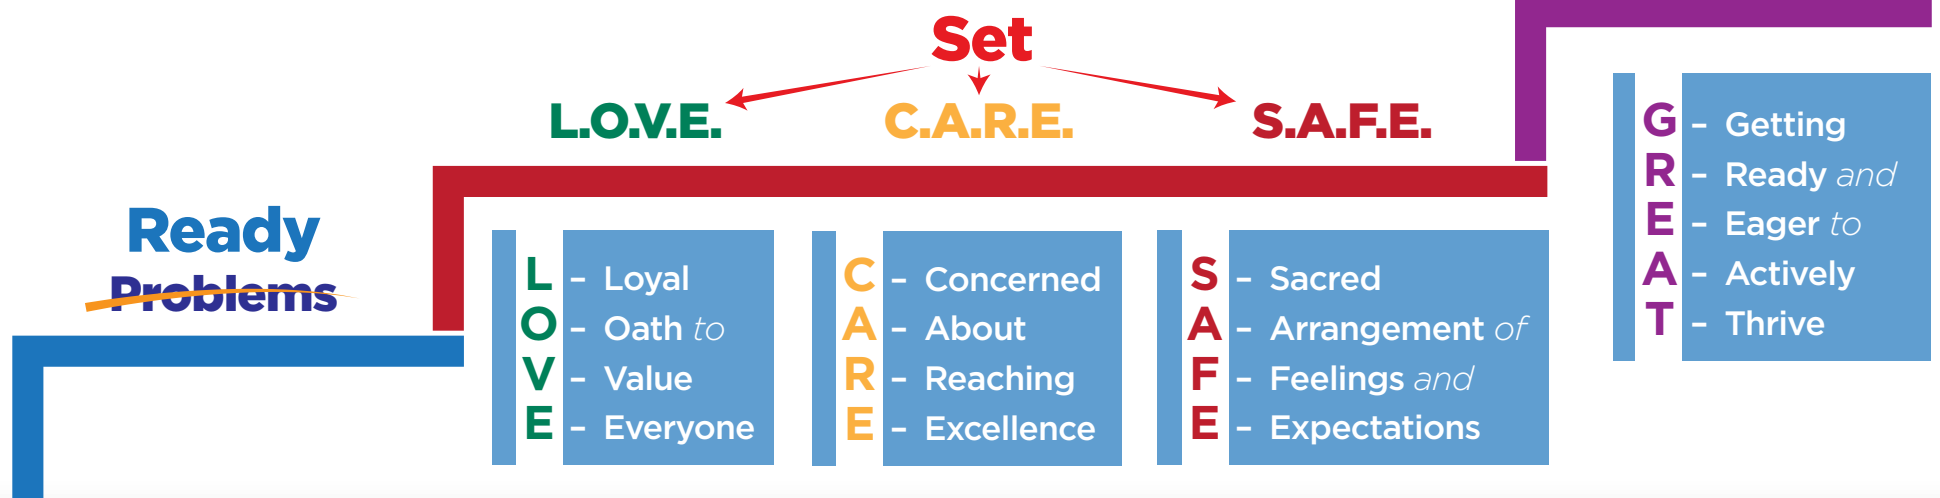 Set
L.O.V.E. C.A.R.E. S.A.F.E.
Ready
Problems
L – Loyal
O – Oath to
V – Value
E – Everyone
C – Concerned
A – About
R – Reaching
E – Excellence
S – Sacred
A – Arrangement of
F – Feelings and
E – Expectations
G – Getting
R – Ready and
E – Eager to
A – Actively
T – Thrive